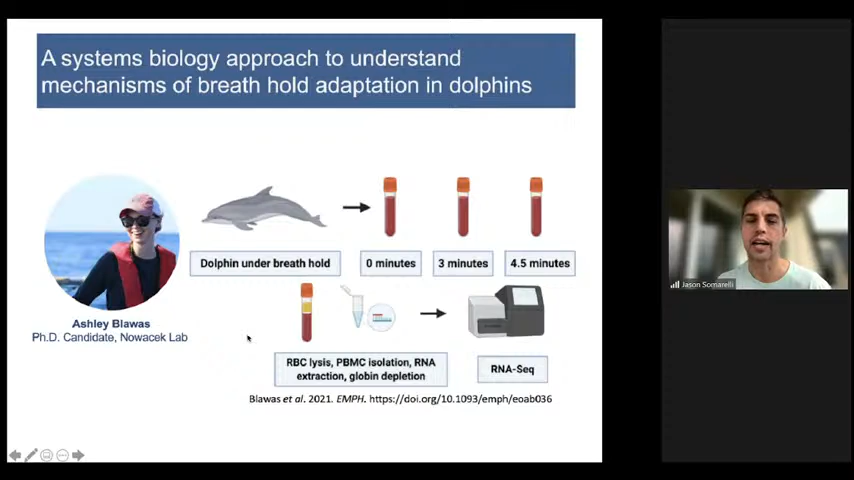 A systems biology approach to understand
mechanisms of breath hold adaptation in dolphins
Dolphin under breath hold
0 minutes
3 minutes
4.5 minutes
Ashley Blawas
Ph.D. Candidate, Nowacek Lab
RBC lysis, PBMC isolation, RNA
extraction, globin depletion
RNA-Seq
Blawas et al. 2021. EMPH. https://doi.org/10.1093/emph/eoab036
Jason Somarelli